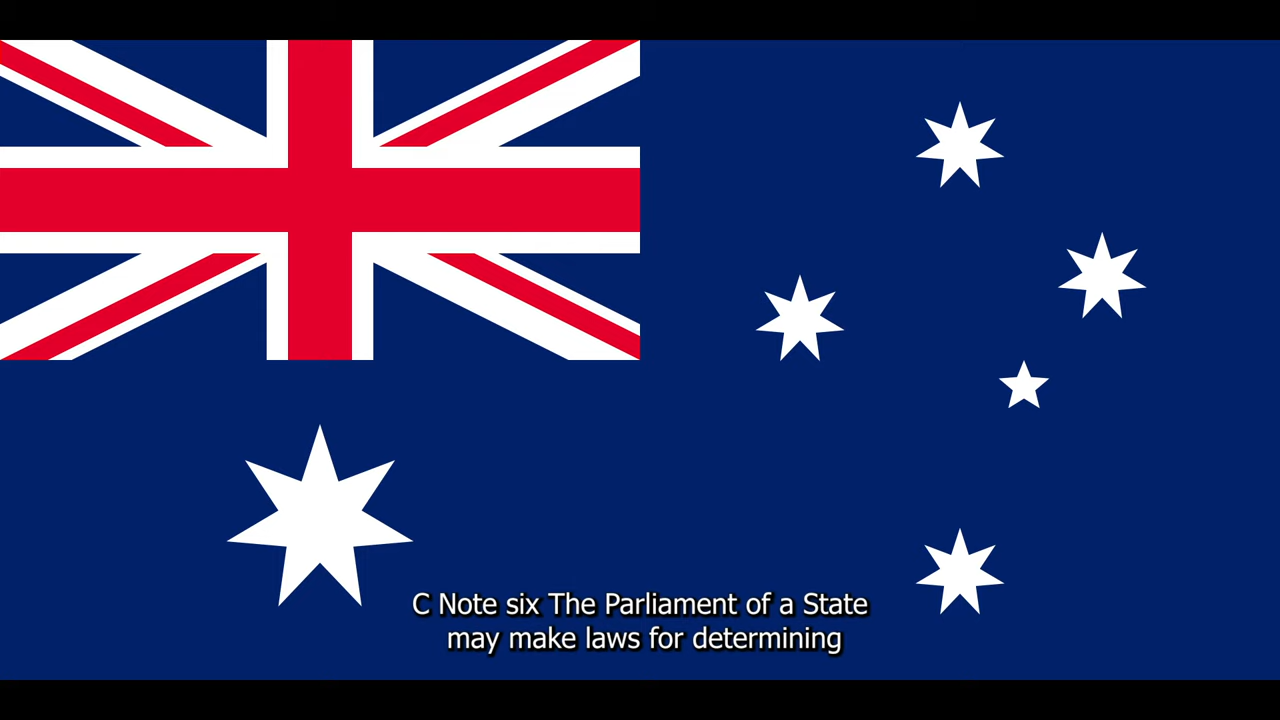 C Note six The Parliament of a State
may make laws for determining